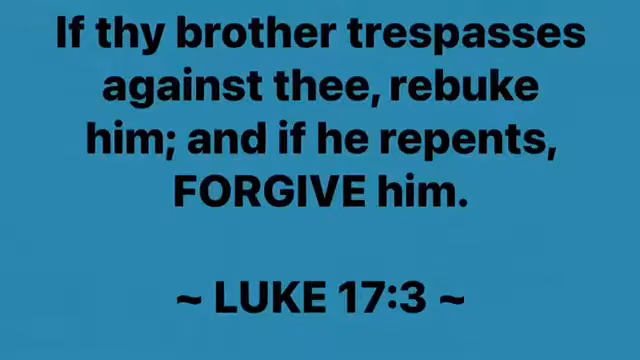 If thy brother trespasses
against thee, rebuke
him; and if he repents,
FORGIVE him.
~ LUKE 17:3 ~